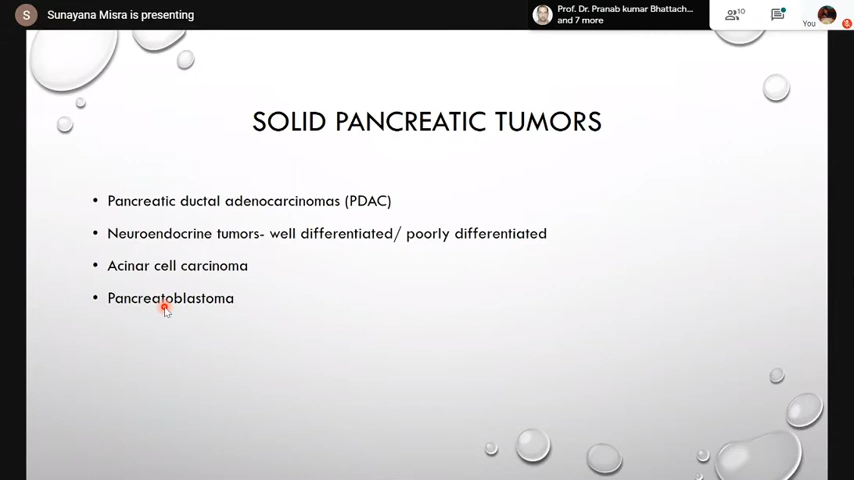 S Sunayana Misra is presenting
Prof. Dr. Pranab kumar Bhattach...
and 7 more
10
You
SOLID PANCREATIC TUMORS
• Pancreatic ductal adenocarcinomas (PDAC)
• Neuroendocrine tumors- well differentiated/ poorly differentiated
• Acinar cell carcinoma
• Pancreatoblastoma